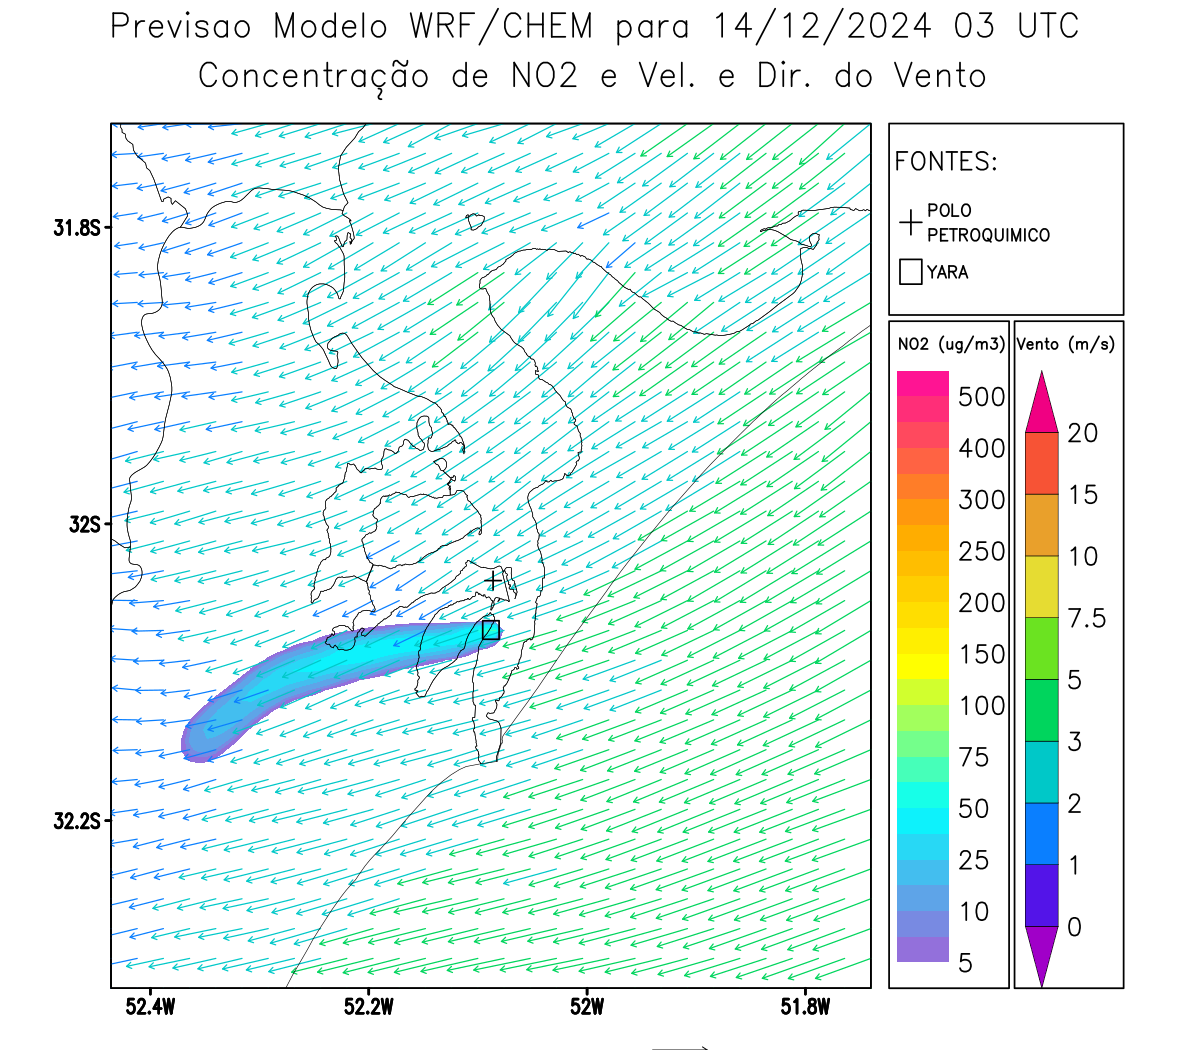 Previsao Modelo WRF/CHEM para 14/12/2024 03 UTC
Concentração de NO2 e Vel. e Dir. do Vento
FONTES:
POLO
PETROQUIMICO
YARA
NO2 (ug/m3)
500
400
300
250
200
150
100
75
50
25
10
5
Vento (m/s)
20
15
10
7.5
5
3
2
1
0
31.8S
32S
32.2S
52.4W
52.2W
52W
51.8W